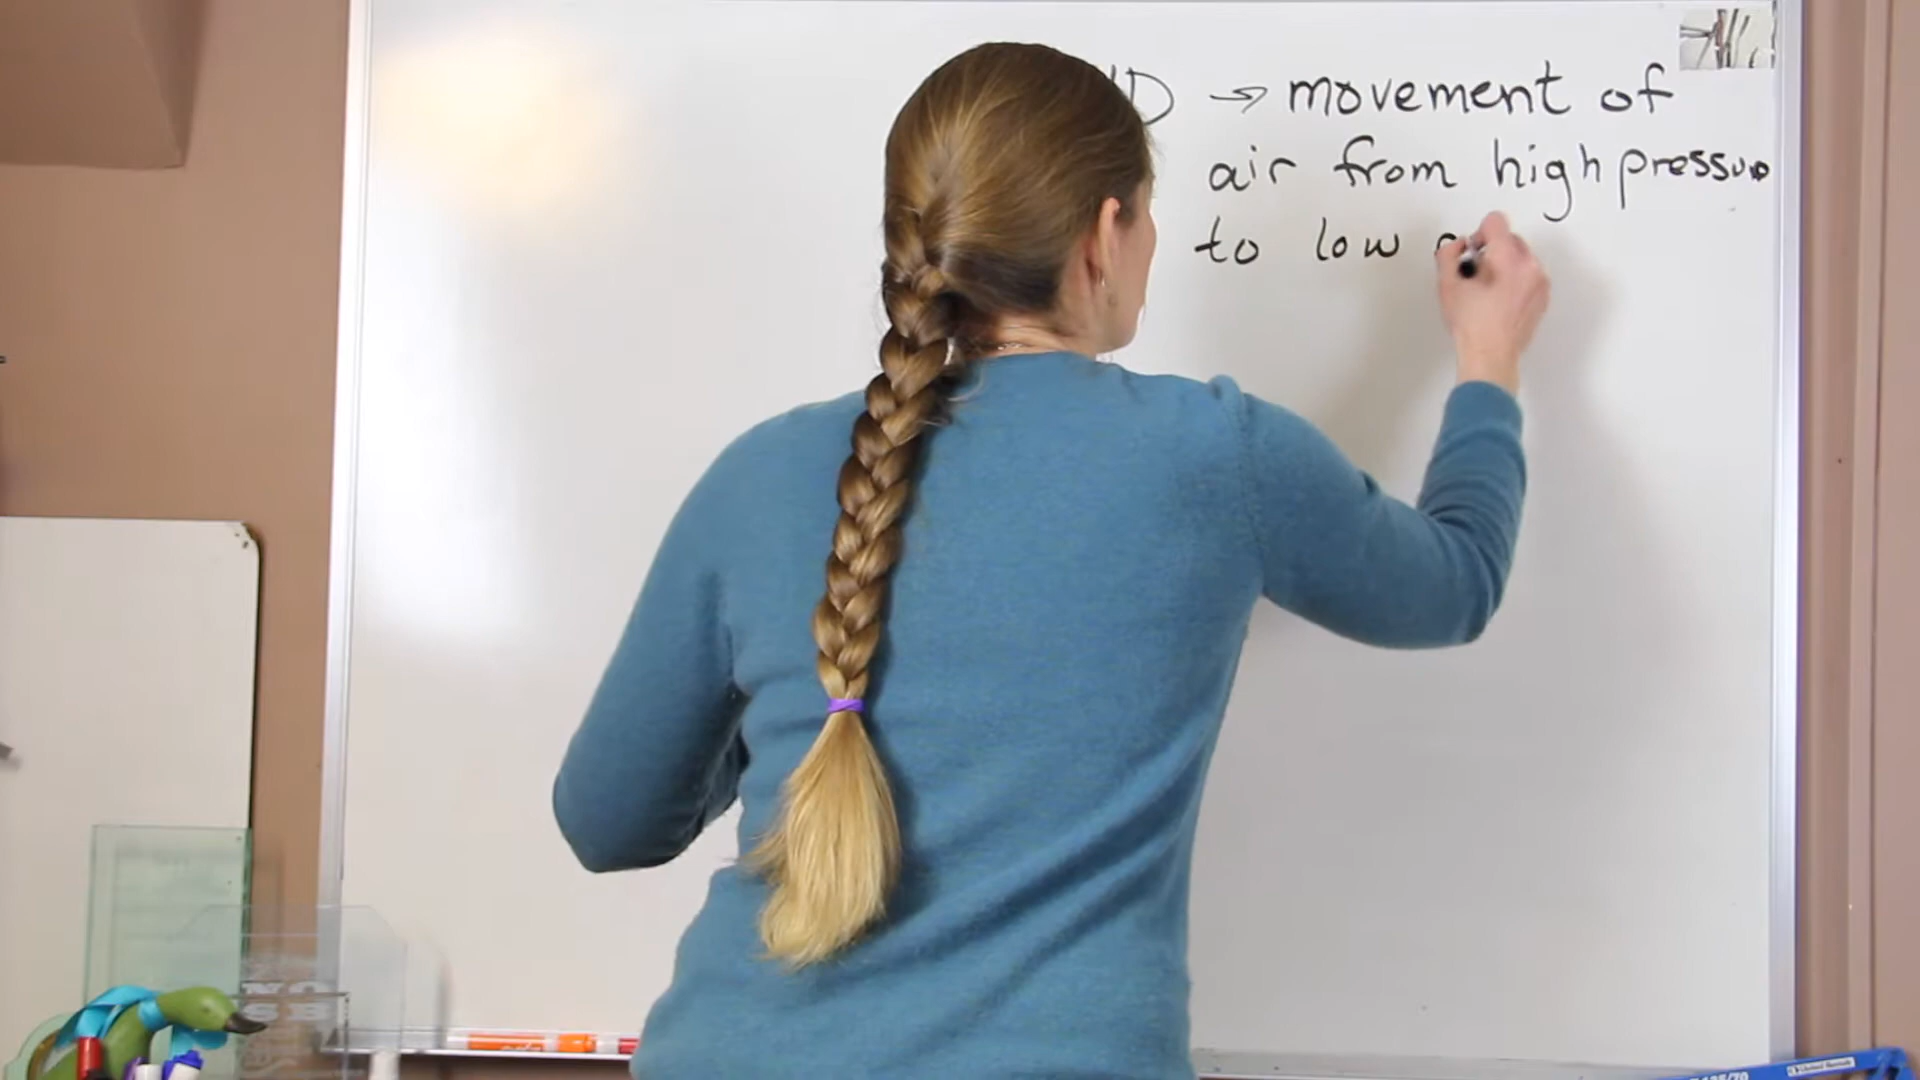 D → movement of
air from high pressure
to low